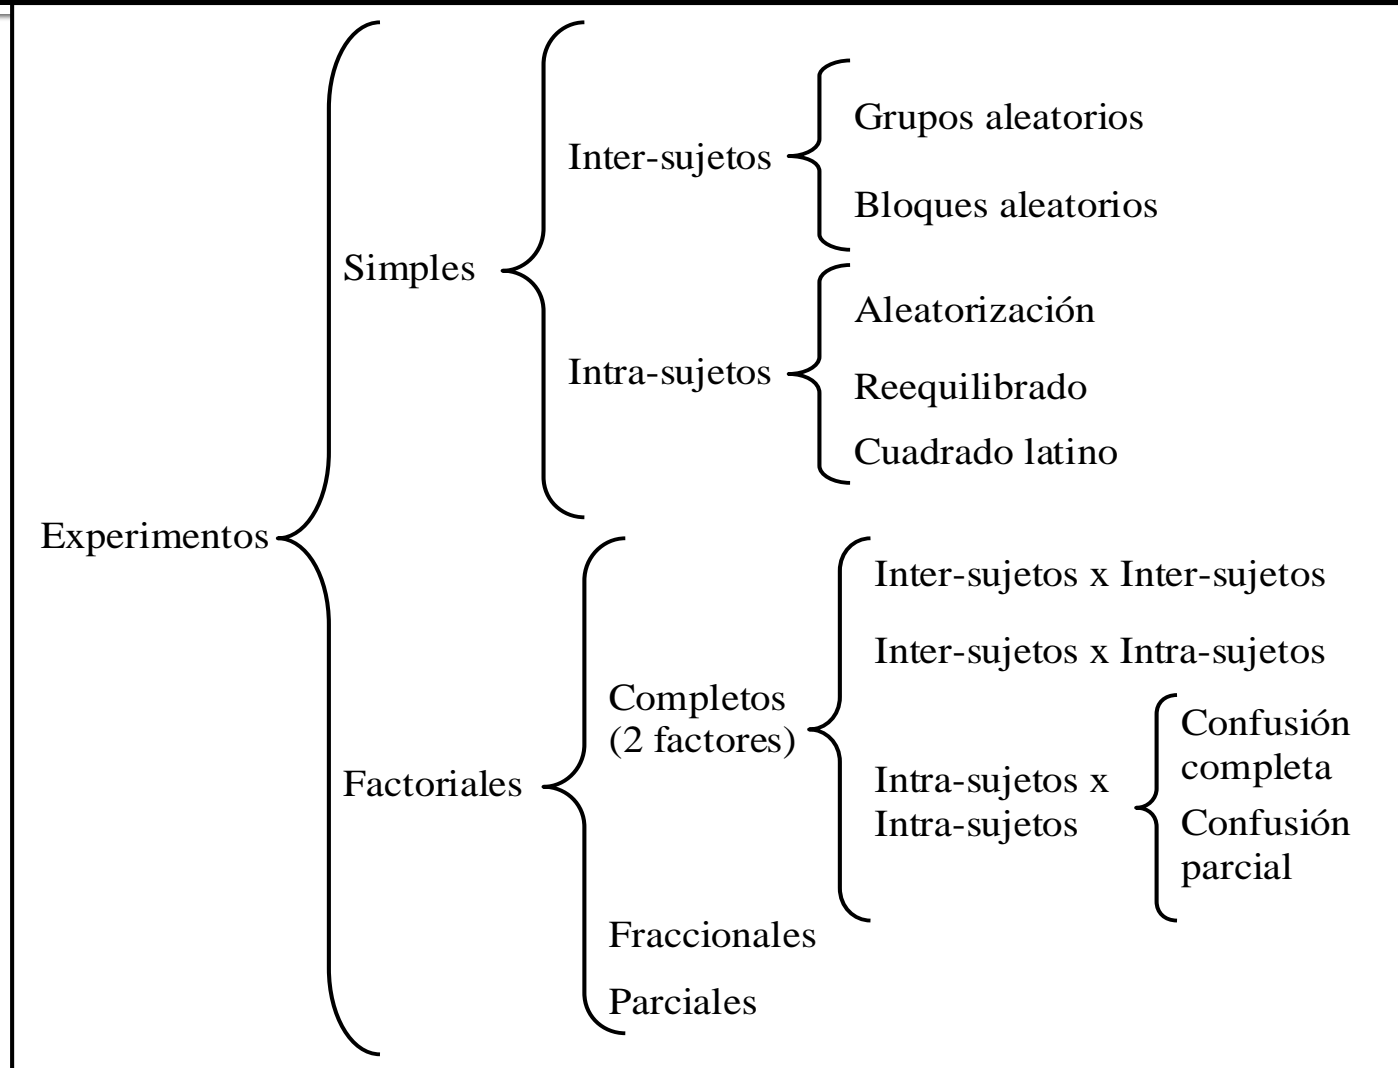 Experimentos
Simples
Inter-sujetos
Grupos aleatorios
Bloques aleatorios
Intra-sujetos
Aleatorización
Reequilibrado
Cuadrado latino
Factoriales
Completos
(2 factores)
Inter-sujetos x Inter-sujetos
Inter-sujetos x Intra-sujetos
Intra-sujetos x
Intra-sujetos
Confusión
completa
Confusión
parcial
Fraccionales
Parciales